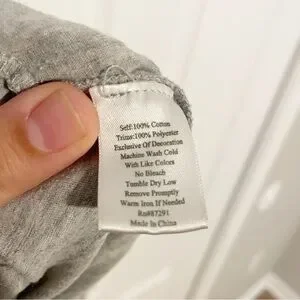 Self:100% Cotton
Trims:100% Polyester
Exclusive Of Decoration
Machine Wash Cold
With Like Colors
No Bleach
Tumble Dry Low
Remove Promptly
Warm Iron If Needed
Rn#87291
Made In China